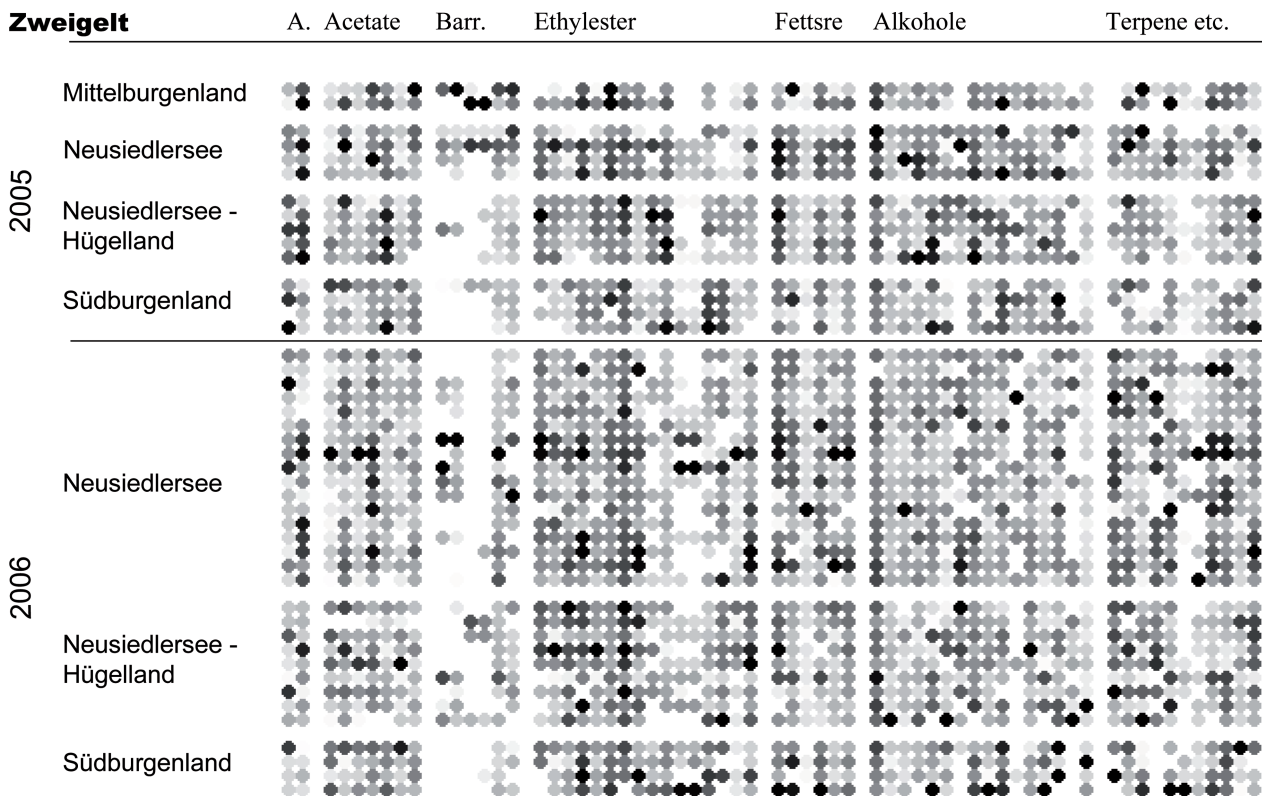 Zweigelt A. Acetate Barr. Ethylester Fettsre Alkohole Terpene etc.
2005
Mittelburgenland
Neusiedlersee
Neusiedlersee -
Hügelland
Südburgenland
2006
Neusiedlersee
Neusiedlersee -
Hügelland
Südburgenland